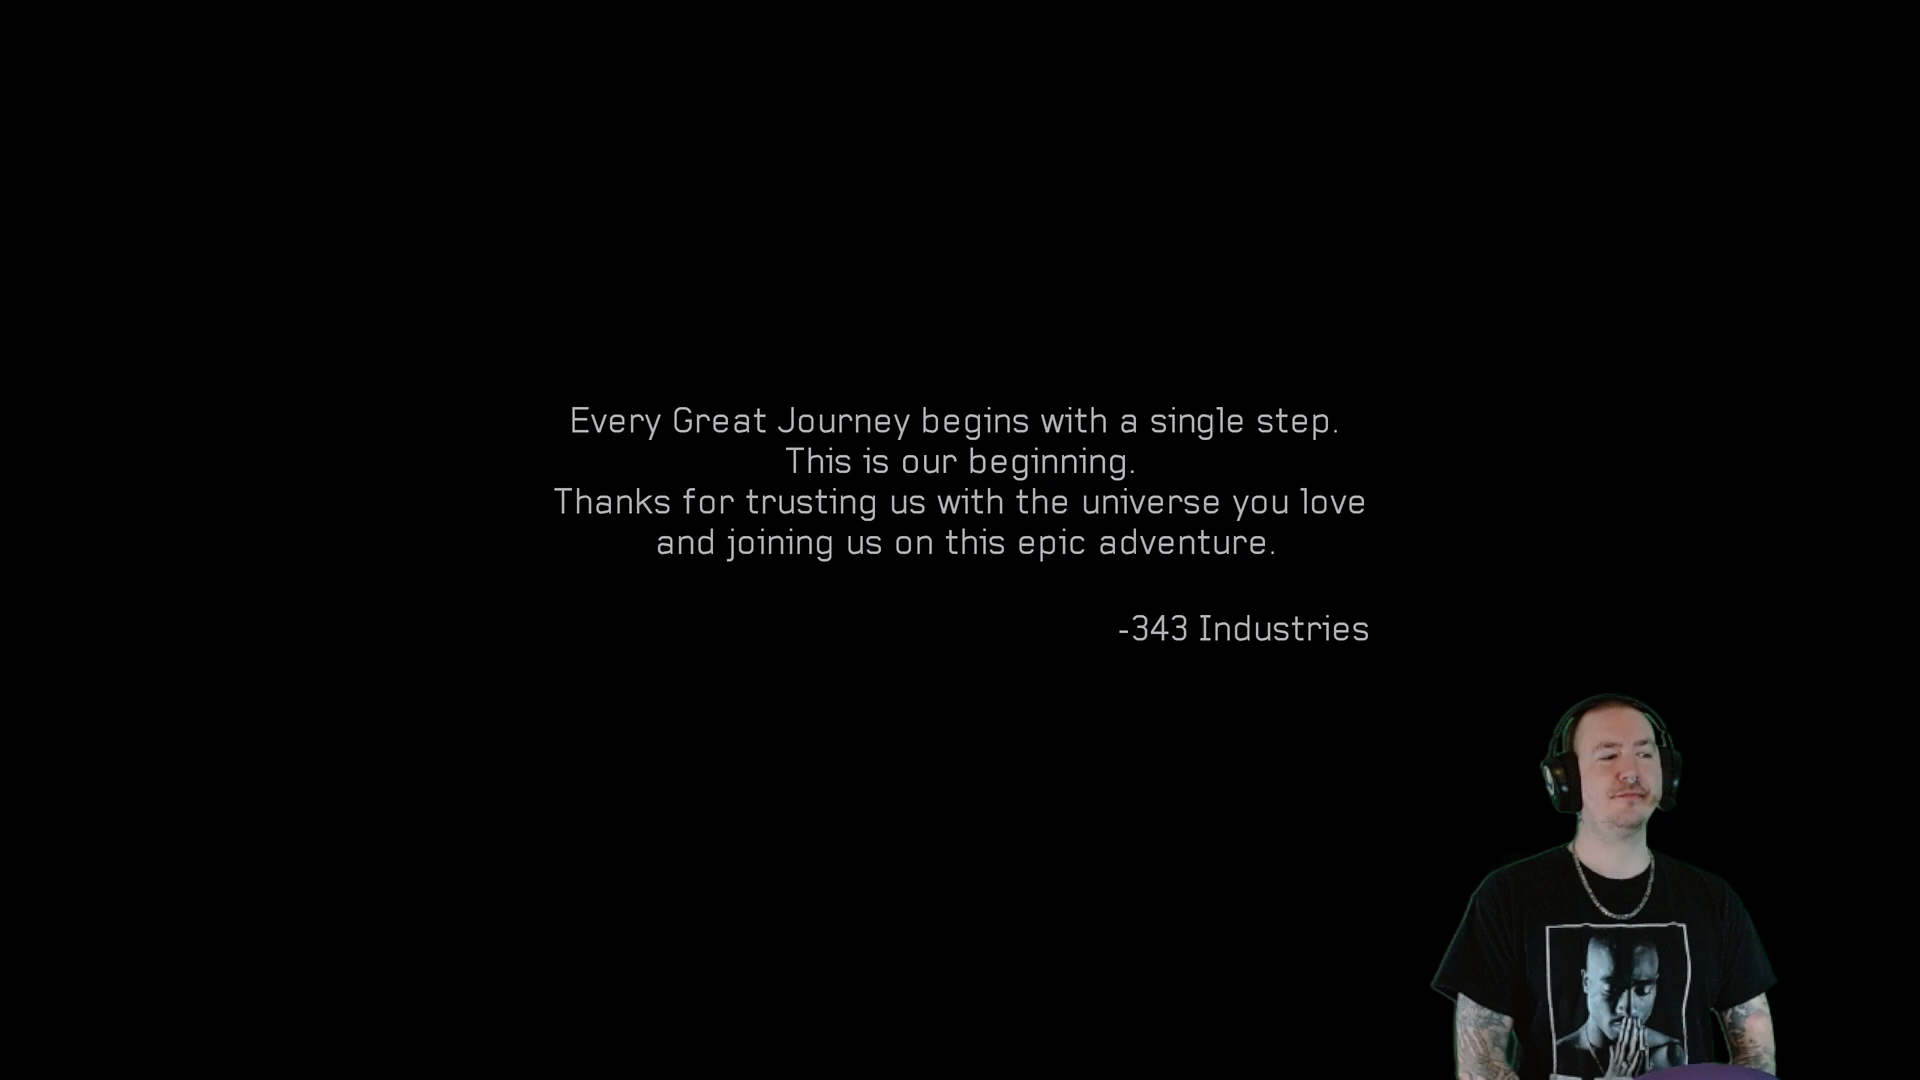 Every Great Journey begins with a single step.
This is our beginning.
Thanks for trusting us with the universe you love
and joining us on this epic adventure.
-343 Industries